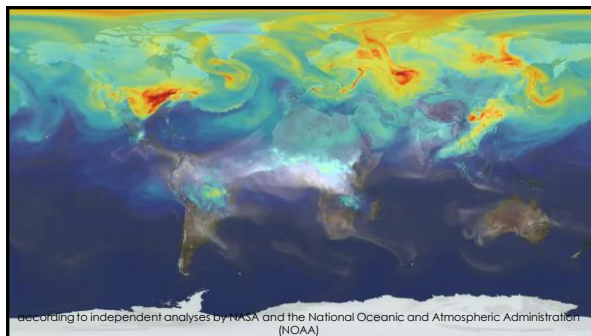 according to independent analyses by NASA and the National Oceanic and Atmospheric Administration
(NOAA)